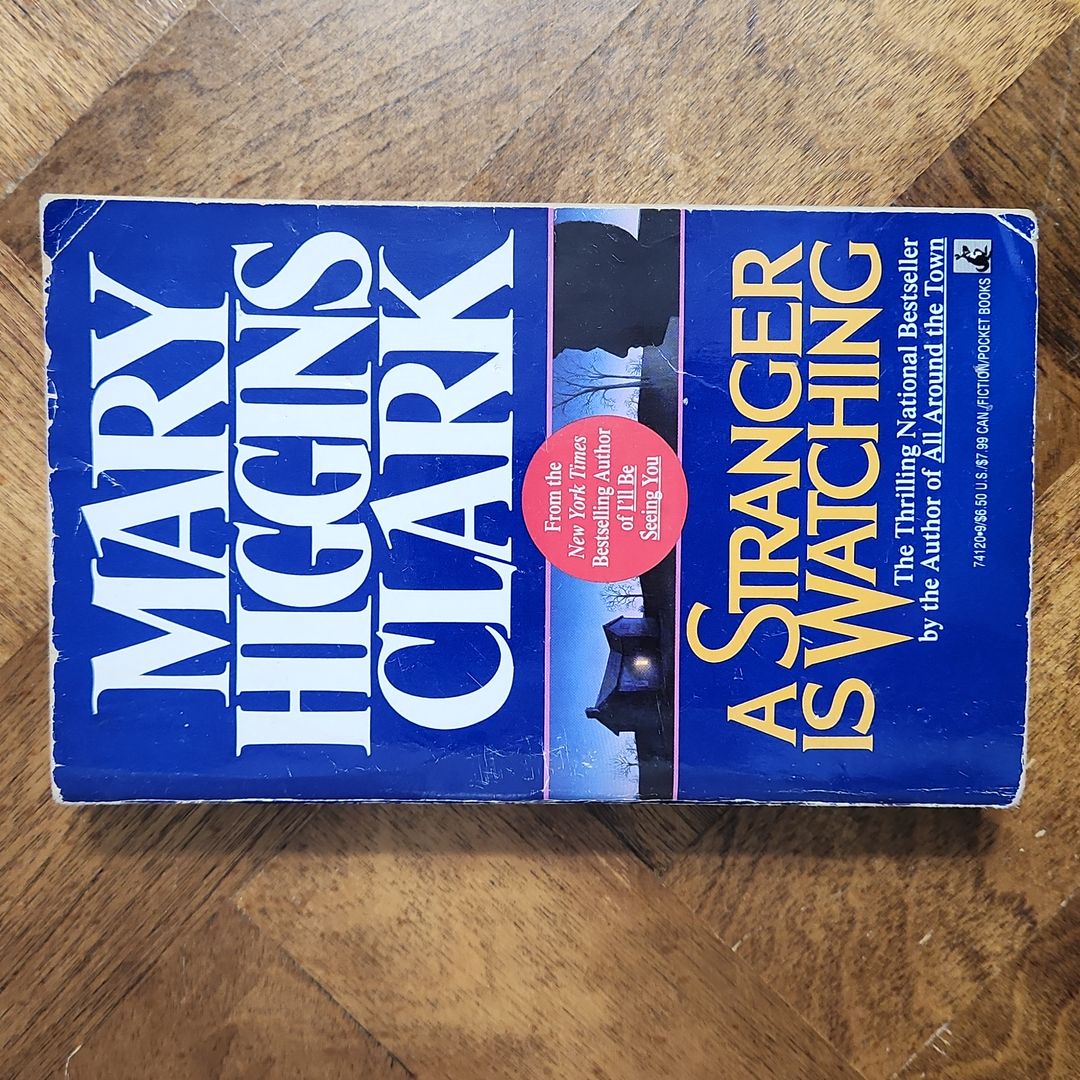 MARY
HIGGINS
CLARK
From the
New York Times
Bestselling Author
of I'll Be
Seeing You
A STRANGER
IS WATCHING
The Thrilling National Bestseller
by the Author of All Around the Town
74120•9/$6.50 U.S./$7.99 CAN./FICTION/POCKET BOOKS